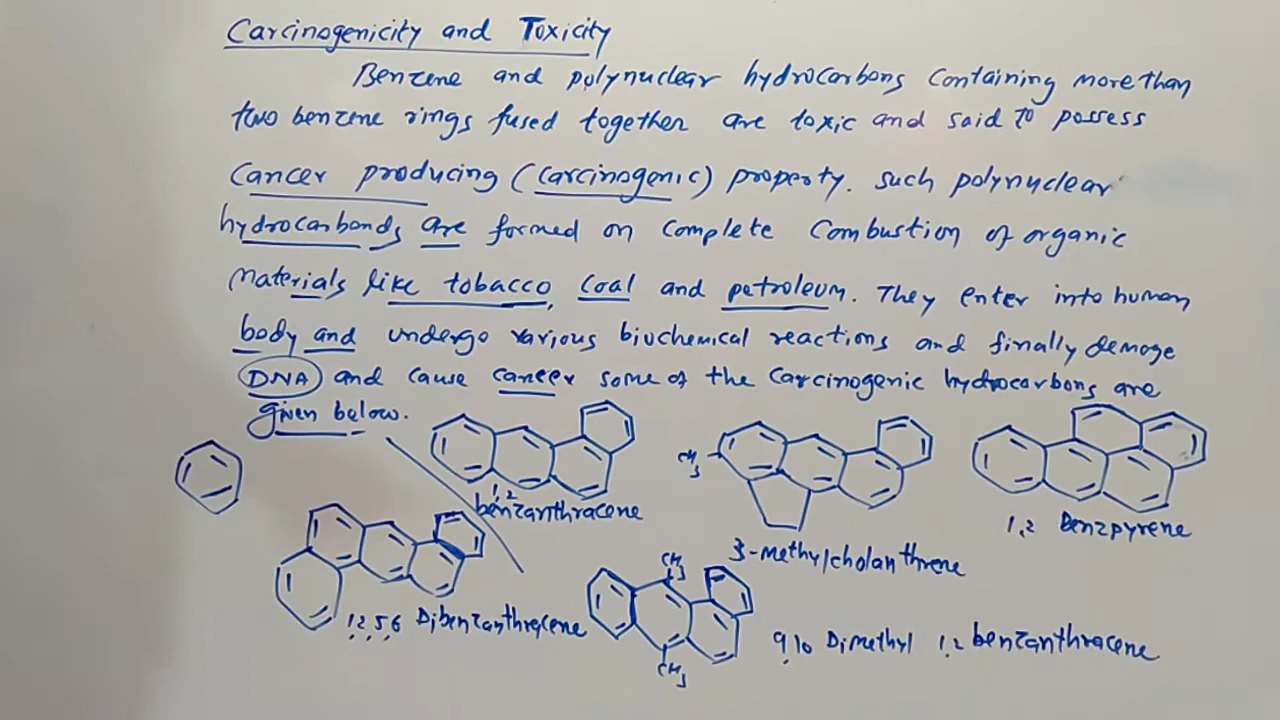 Carcinogenicity and Toxicity
Benzene and polynuclear hydrocarbons containing more than
two benzene rings fused together are toxic and said to possess
cancer producing (carcinogenic) property. such polynuclear
hydrocarbonds are formed on complete combustion of organic
materials like tobacco, coal and petroleum. They enter into human
body and undergo various biochemical reactions and finally demage
DNA and cause cancer some of the carcinogenic hydrocarbons are
given below.
1,2
benzanthracene
CH3
3-methylcholanthrene
1,2 Benzpyrene
1,2,5,6 Dibenzanthracene
CH3
CH3
9,10 Dimethyl 1,2 benzanthracene